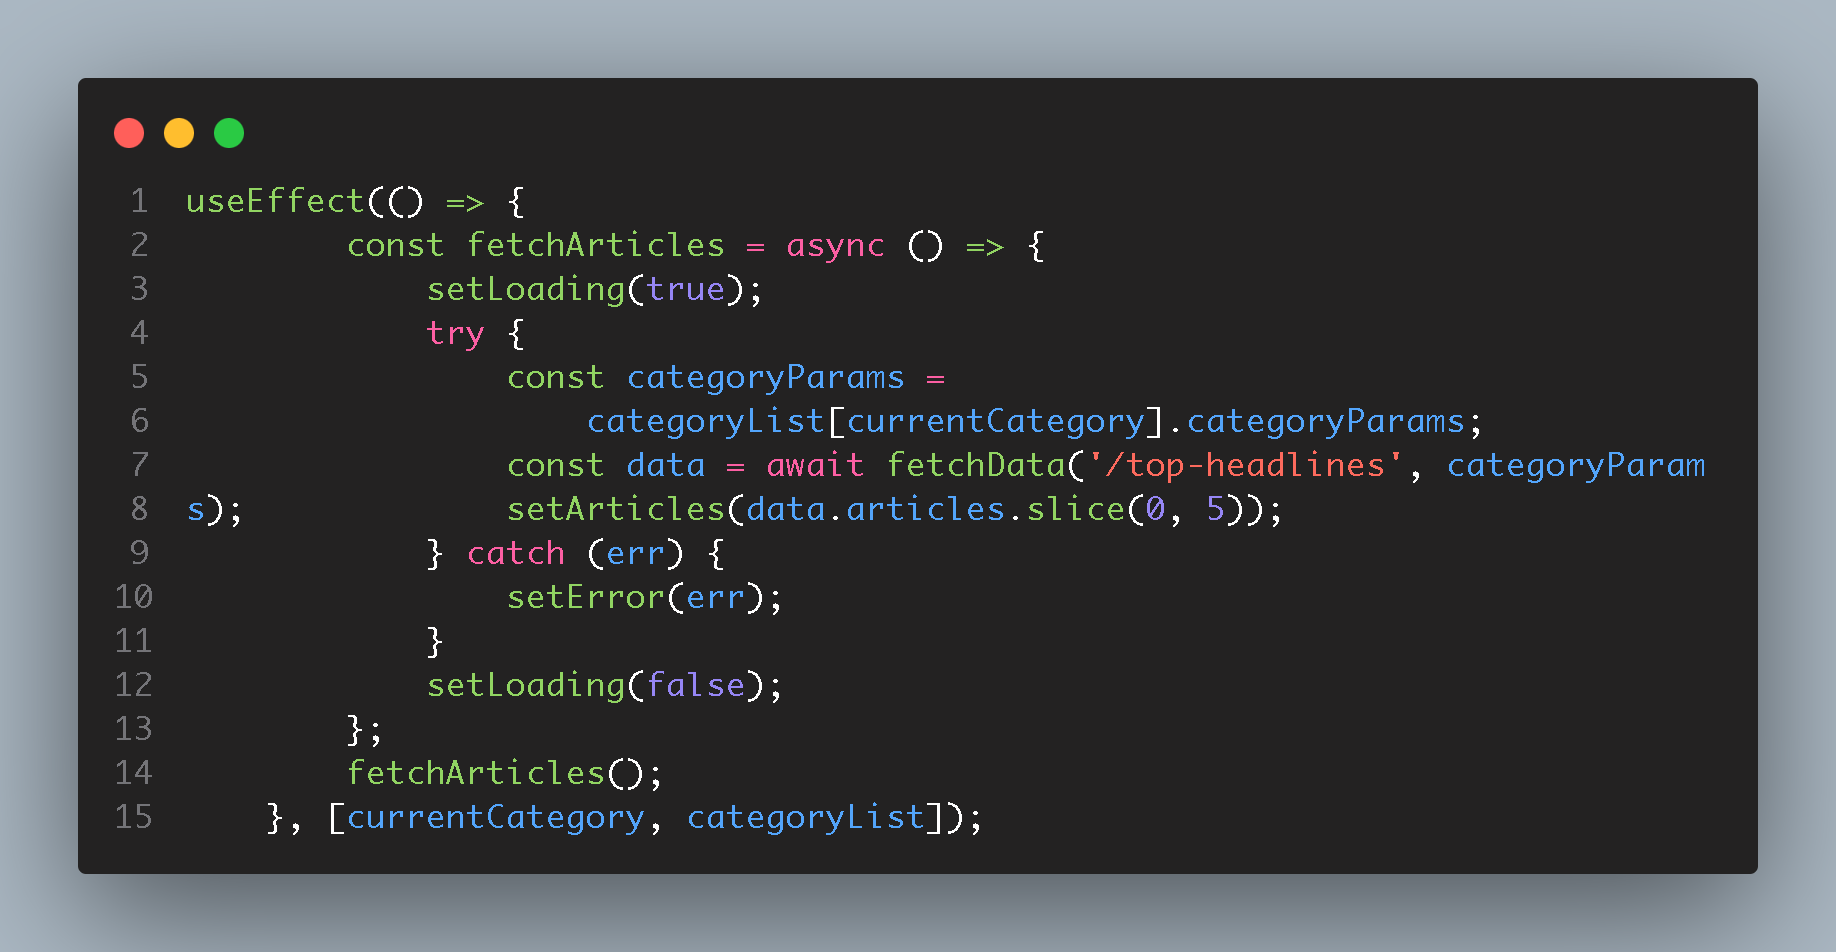 1 useEffect(() => {
2 const fetchArticles = async () => {
3 setLoading(true);
4 try {
5 const categoryParams =
6 categoryList[currentCategory].categoryParams;
7 const data = await fetchData('/top-headlines', categoryParam
8 s); setArticles(data.articles.slice(0, 5));
9 } catch (err) {
10 setError(err);
11 }
12 setLoading(false);
13 };
14 fetchArticles();
15 }, [currentCategory, categoryList]);